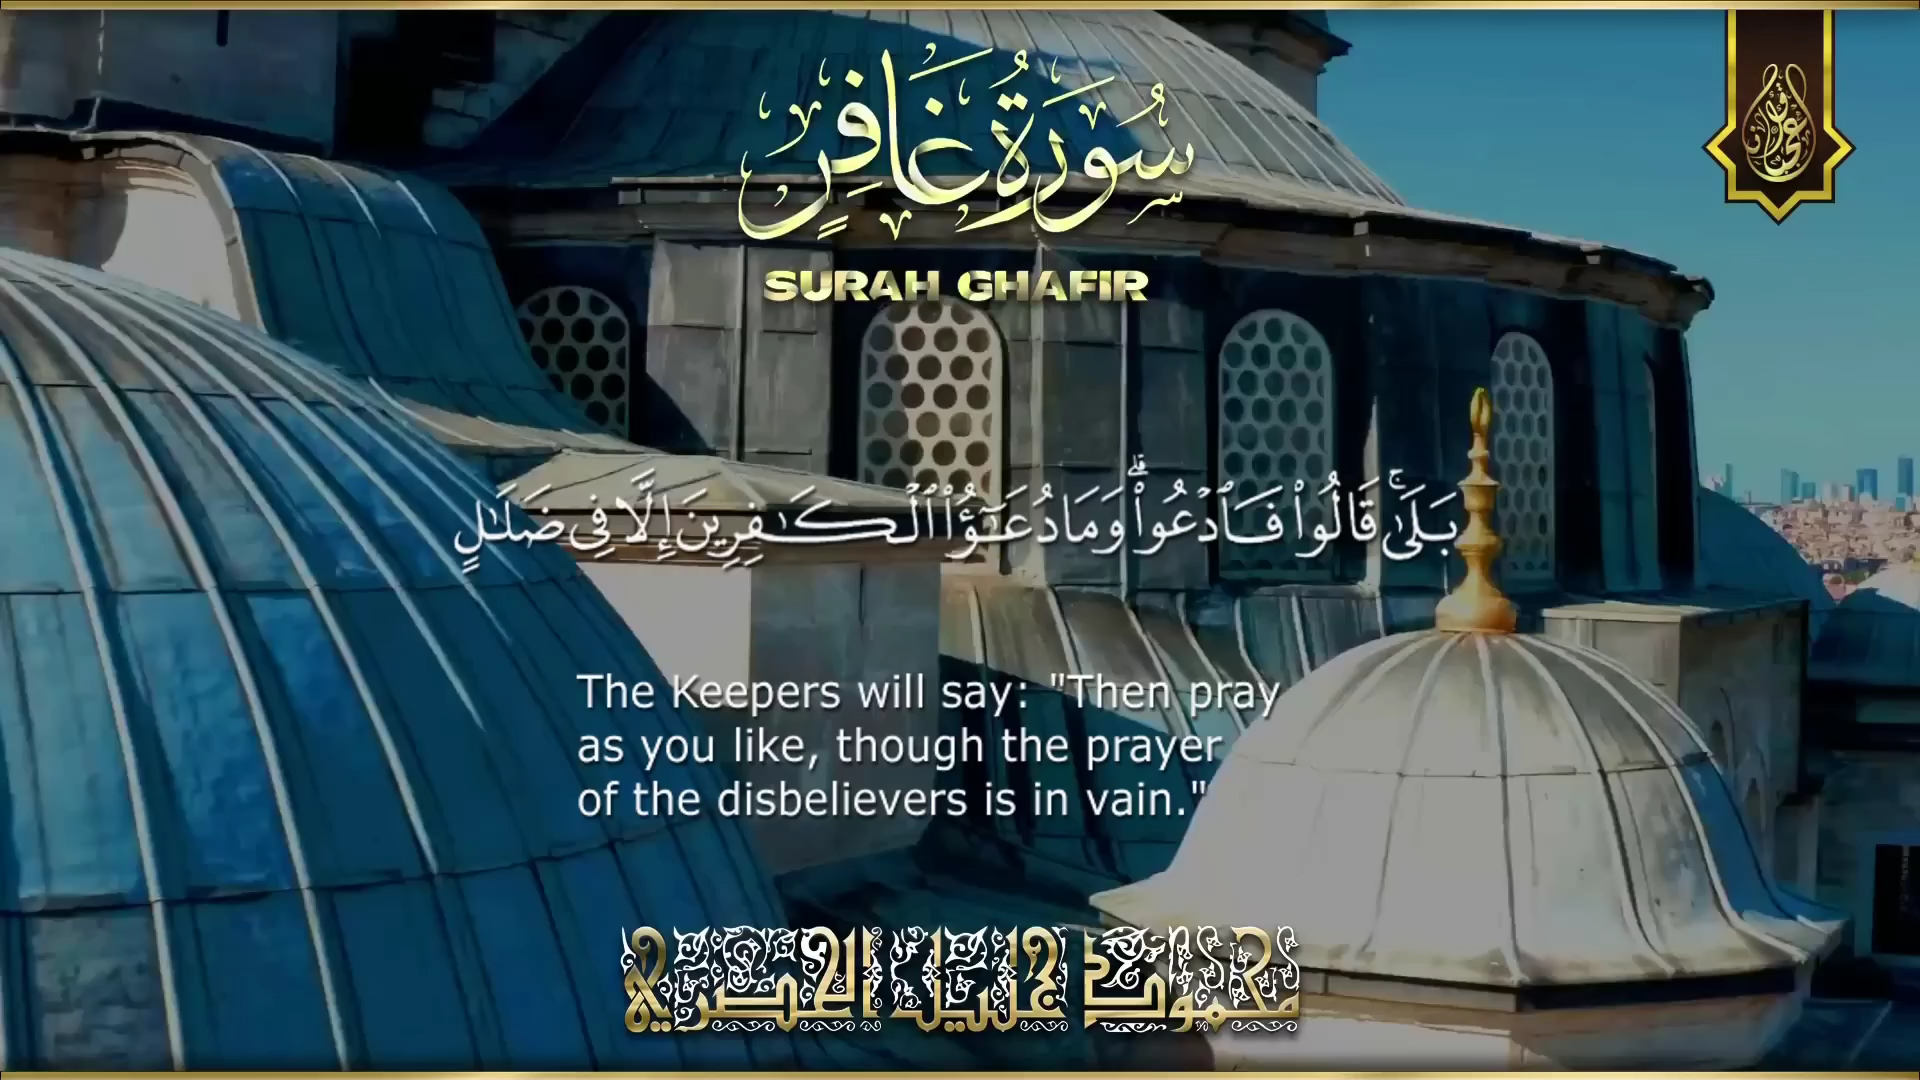 سُورَةُ غَافِرٍ
SURAH GHAFIR
بَلَىٰۚ قَالُوا۟ فَٱدْعُوا۟ۗ وَمَا دُعَـٰٓؤُا۟ ٱلْكَـٰفِرِينَ إِلَّا فِى ضَلَـٰلٍ
The Keepers will say: "Then pray
as you like, though the prayer
of the disbelievers is in vain."
محمود خليل الحصري